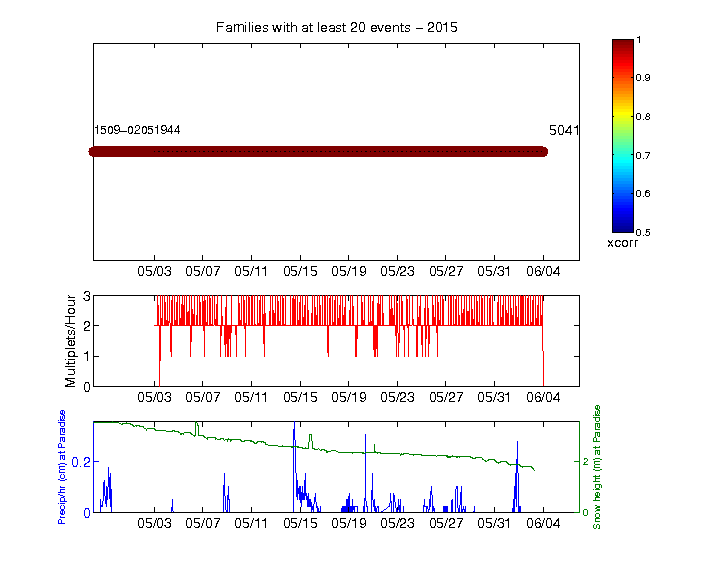 Families with at least 20 events − 2015
1509−02051944
5041
05/03 05/07 05/11 05/15 05/19 05/23 05/27 05/31 06/04
1
0.9
0.8
0.7
0.6
0.5
xcorr
Multiplets/Hour
3
2
1
0
05/03 05/07 05/11 05/15 05/19 05/23 05/27 05/31 06/04
Precip/hr (cm) at Paradise
0.2
0
05/03 05/07 05/11 05/15 05/19 05/23 05/27 05/31 06/04
2
0
Snow height (m) at Paradise